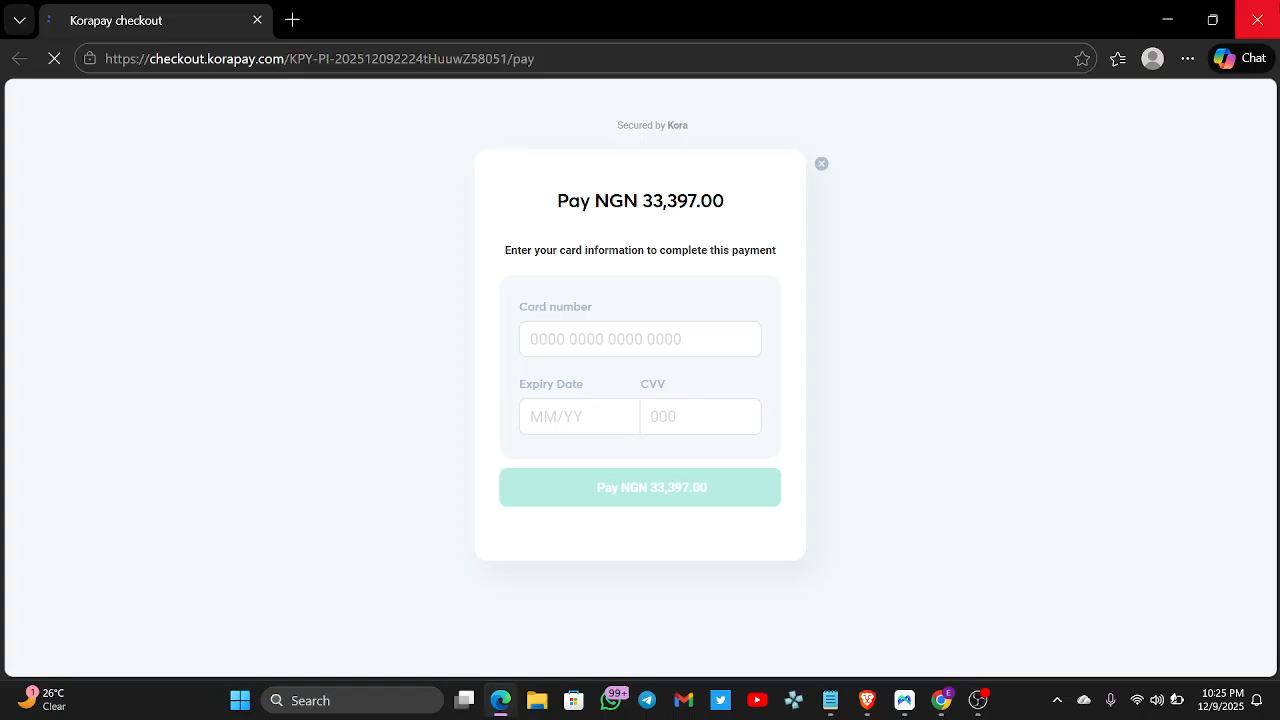 Korapay checkout
https://checkout.korapay.com/KPY-PI-202512092224tHuuwZ58051/pay
Chat
Secured by Kora
Pay NGN 33,397.00
Enter your card information to complete this payment
Card number
0000 0000 0000 0000
Expiry Date CVV
MM/YY 000
Pay NGN 33,397.00
1
26°C
Clear
Search
99+
E
10:25 PM
12/9/2025